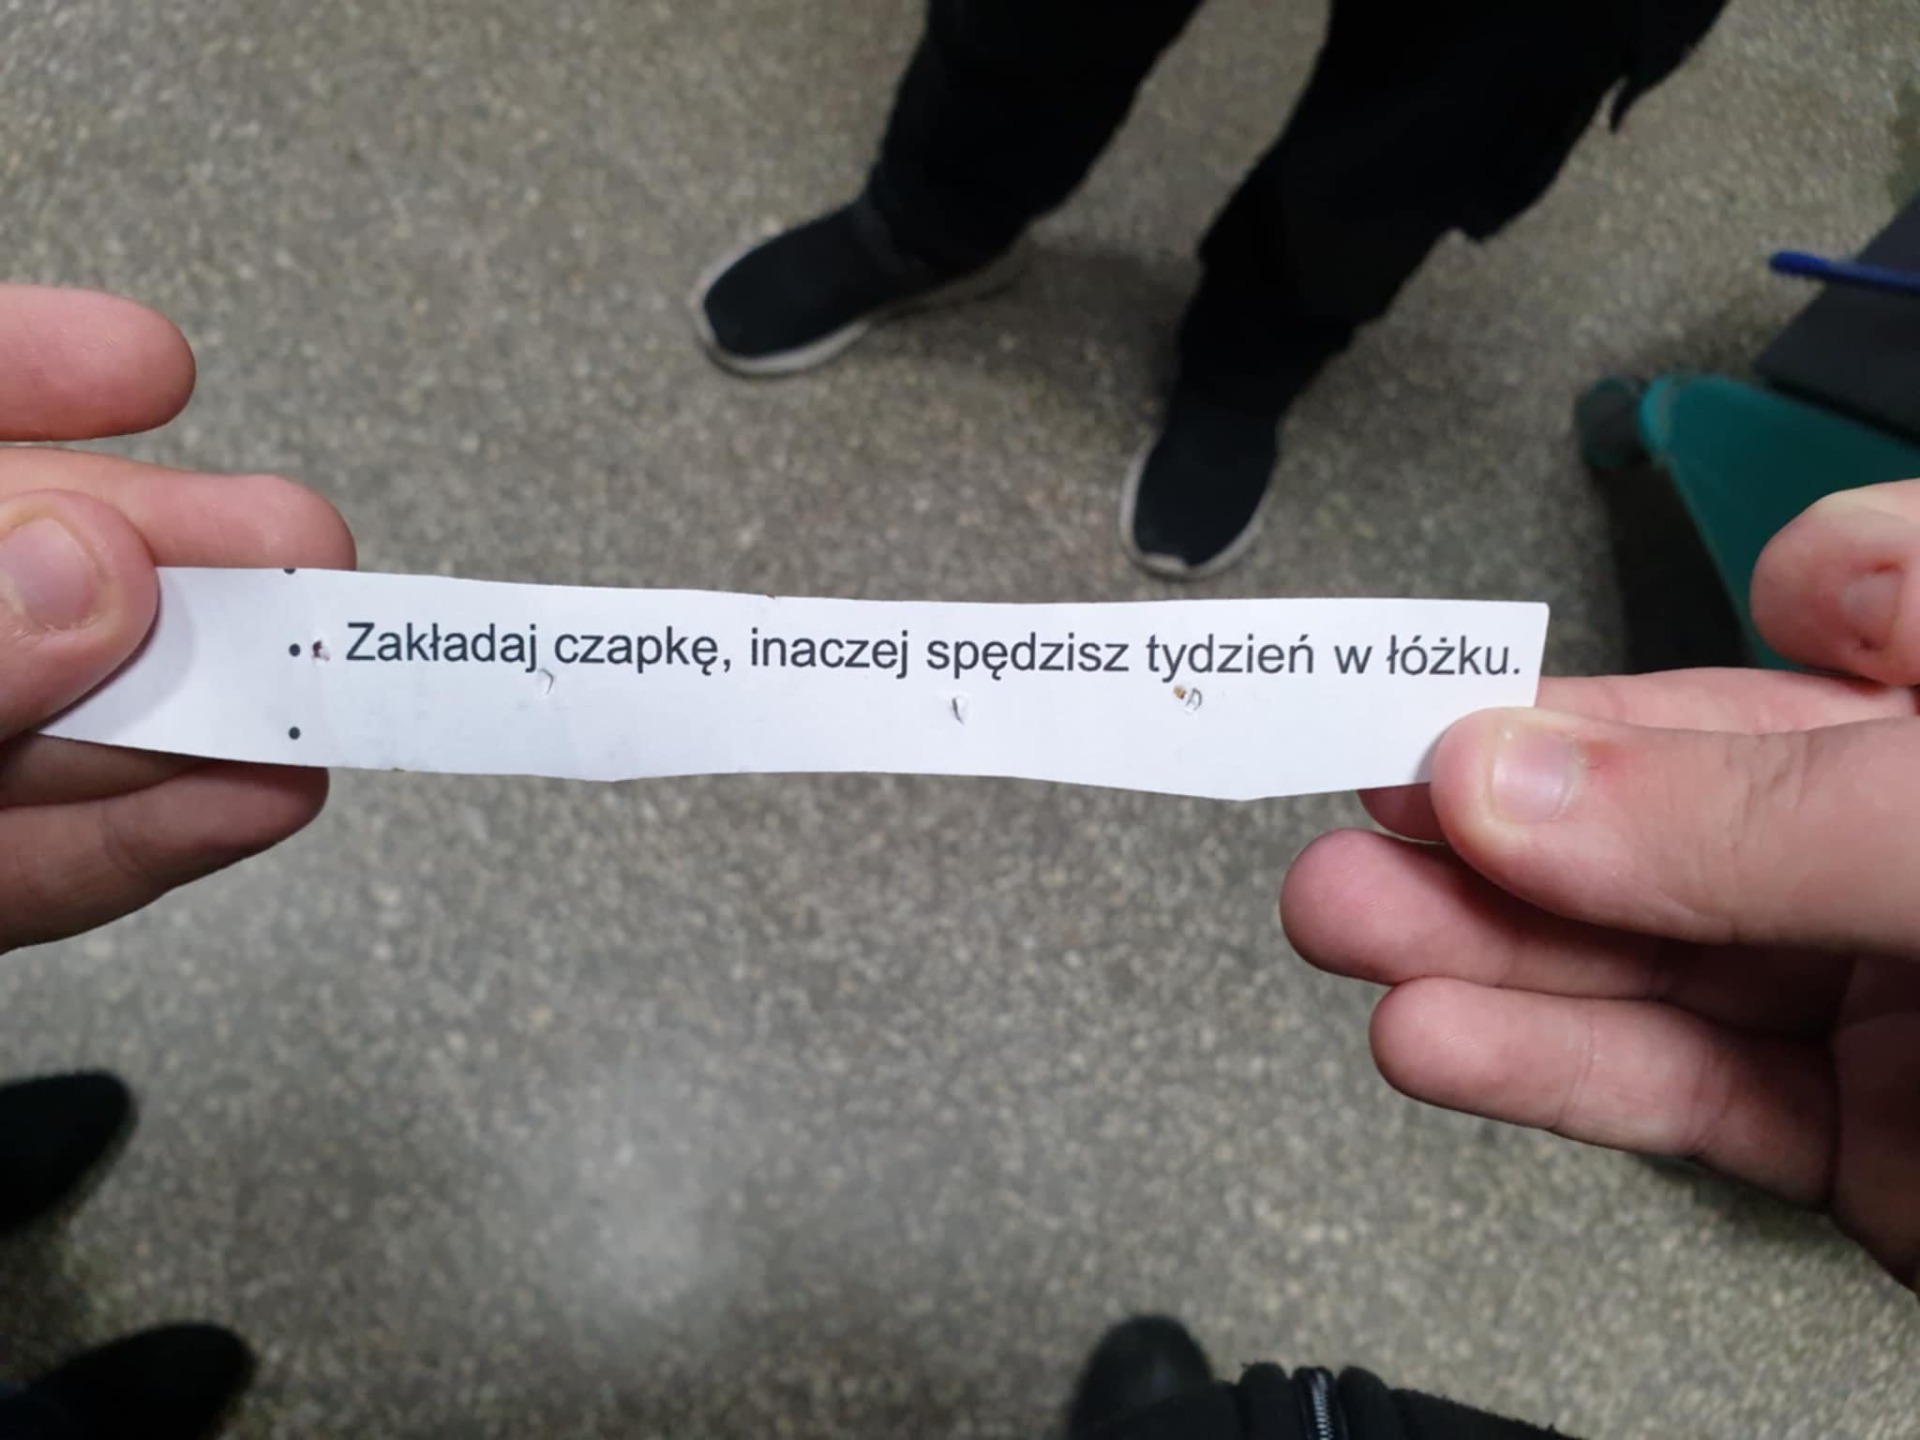 • Zakładaj czapkę, inaczej spędzisz tydzień w łóżku.